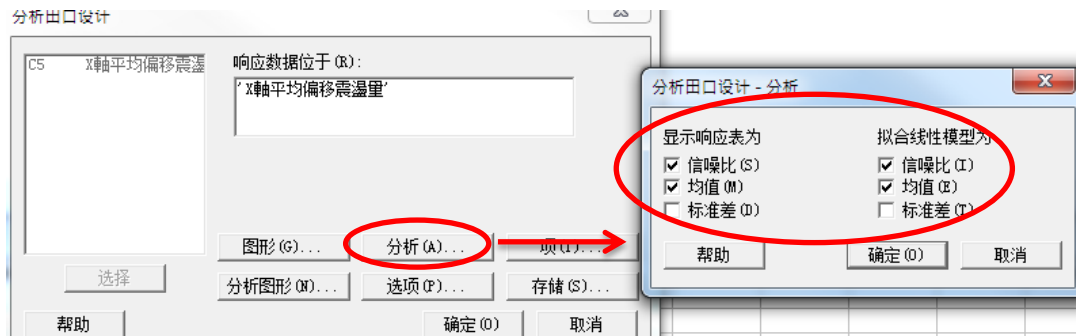 分析田口设计
C5 X軸平均偏移震盪
响应数据位于(R):
'X軸平均偏移震盪量'
图形(G)... 分析(A)... 项(I)...
选择
分析图形(N)... 选项(P)... 存储(S)...
帮助 确定(O) 取消
分析田口设计 - 分析
显示响应表为 拟合线性模型为
信噪比(S) 信噪比(I)
均值(M) 均值(E)
标准差(D) 标准差(T)
帮助 确定(O) 取消